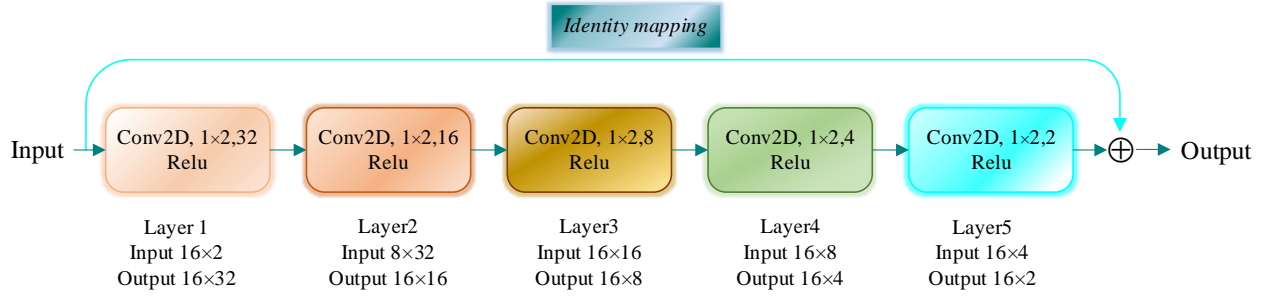 Identity mapping
Input
Conv2D, 1×2,32
Relu
Conv2D, 1×2,16
Relu
Conv2D, 1×2,8
Relu
Conv2D, 1×2,4
Relu
Conv2D, 1×2,2
Relu
Output
Layer 1
Input 16×2
Output 16×32
Layer2
Input 8×32
Output 16×16
Layer3
Input 16×16
Output 16×8
Layer4
Input 16×8
Output 16×4
Layer5
Input 16×4
Output 16×2